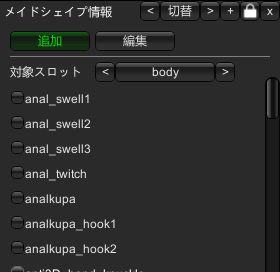 メイドシェイプ情報 < 切替 > + x
追加 編集
対象スロット < body >
anal_swell1
anal_swell2
anal_swell3
anal_twitch
analkupa
analkupa_hook1
analkupa_hook2